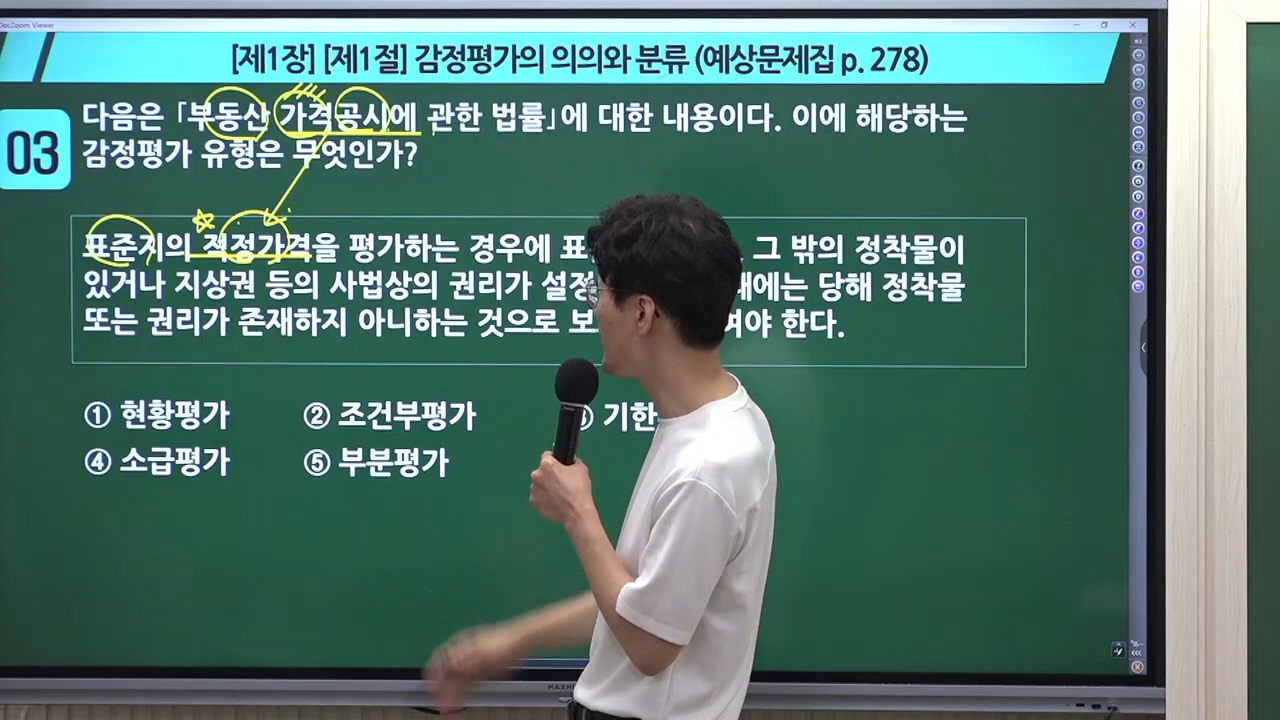 DocZoom Viewer
[제1장] [제1절] 감정평가의 의의와 분류 (예상문제집 p. 278)
03
다음은 「부동산 가격공시에 관한 법률」에 대한 내용이다. 이에 해당하는
감정평가 유형은 무엇인가?
표준지의 적정가격을 평가하는 경우에 표 그 밖의 정착물이
있거나 지상권 등의 사법상의 권리가 설정 에는 당해 정착물
또는 권리가 존재하지 아니하는 것으로 보 여야 한다.
① 현황평가 ② 조건부평가 기한
④ 소급평가 ⑤ 부분평가